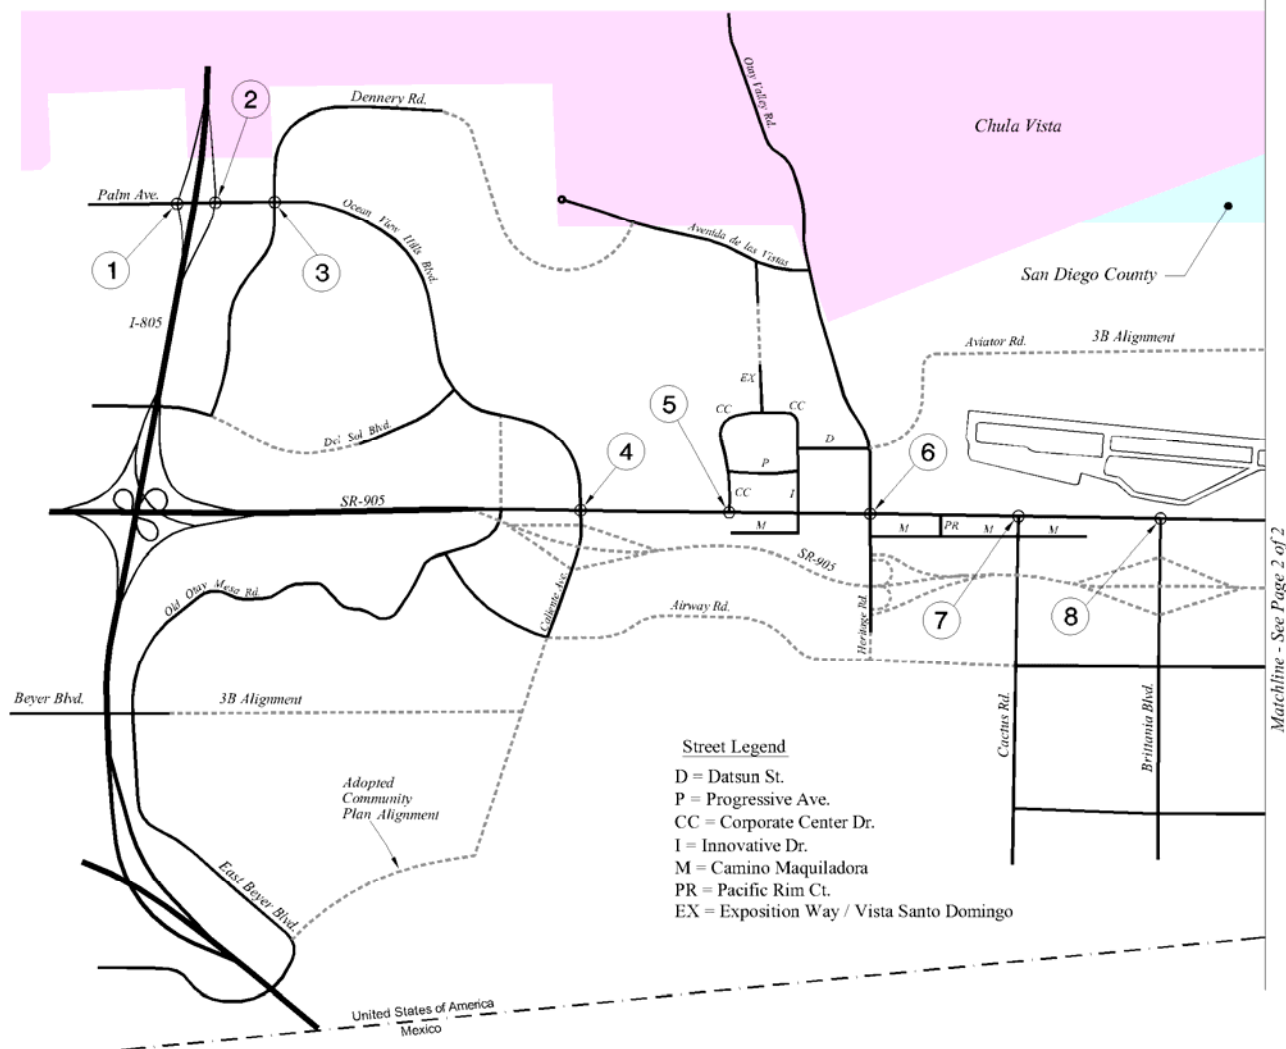 Otay Valley Rd.
Dennery Rd.
2
Chula Vista
Palm Ave.
Ocean View Hills Blvd.
Avenida de las Vistas
1
3
San Diego County
I-805
Aviator Rd.
3B Alignment
EX
5
CC
CC
Del Sol Blvd.
D
4
6
P
SR-905
CC
I
M
M
PR
M
M
SR-905
Old Otay Mesa Rd.
Caliente Ave.
Airway Rd.
Heritage Rd.
7
8
Matchline - See Page 2 of 2
Beyer Blvd.
3B Alignment
Cactus Rd.
Brittania Blvd.
Street Legend
D = Datsun St.
P = Progressive Ave.
CC = Corporate Center Dr.
I = Innovative Dr.
M = Camino Maquiladora
PR = Pacific Rim Ct.
EX = Exposition Way / Vista Santo Domingo
Adopted
Community
Plan Alignment
East Beyer Blvd.
United States of America
Mexico